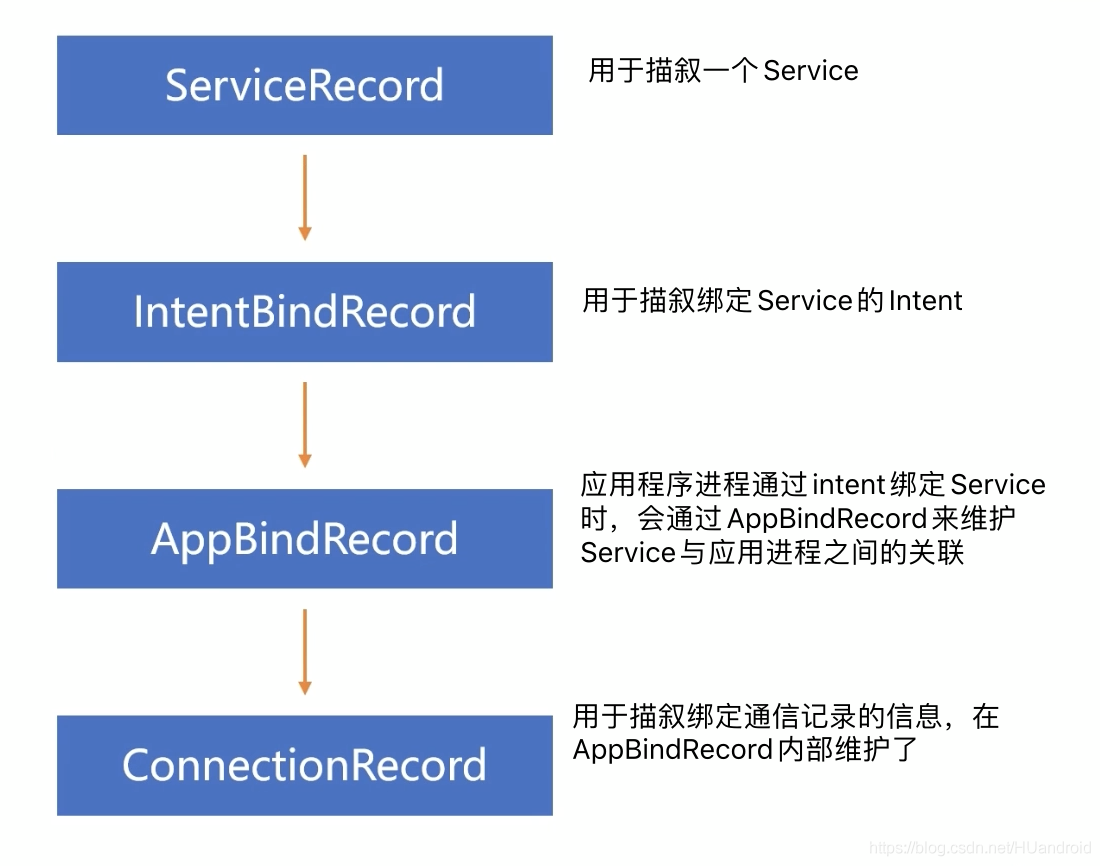 ServiceRecord
用于描叙一个Service
IntentBindRecord
用于描叙绑定Service的Intent
AppBindRecord
应用程序进程通过intent绑定Service
时，会通过AppBindRecord来维护
Service与应用进程之间的关联
ConnectionRecord
用于描叙绑定通信记录的信息，在
AppBindRecord内部维护了
https://blog.csdn.net/HUandroid